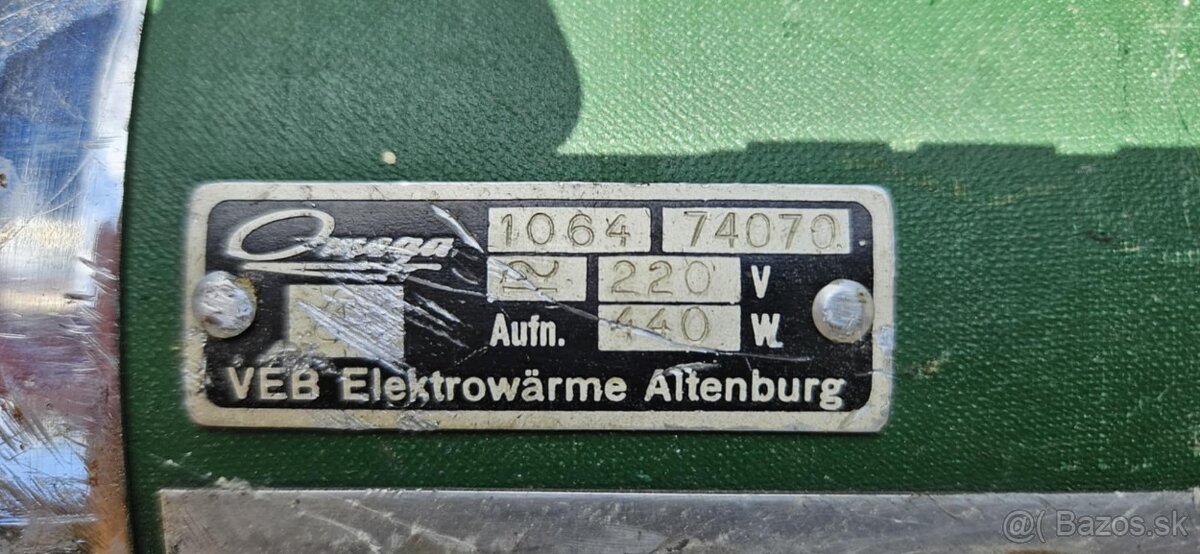 Omega 1064 74070
≃ 220 V
Aufn. 440 W.
VEB Elektrowärme Altenburg
@( Bazos.sk